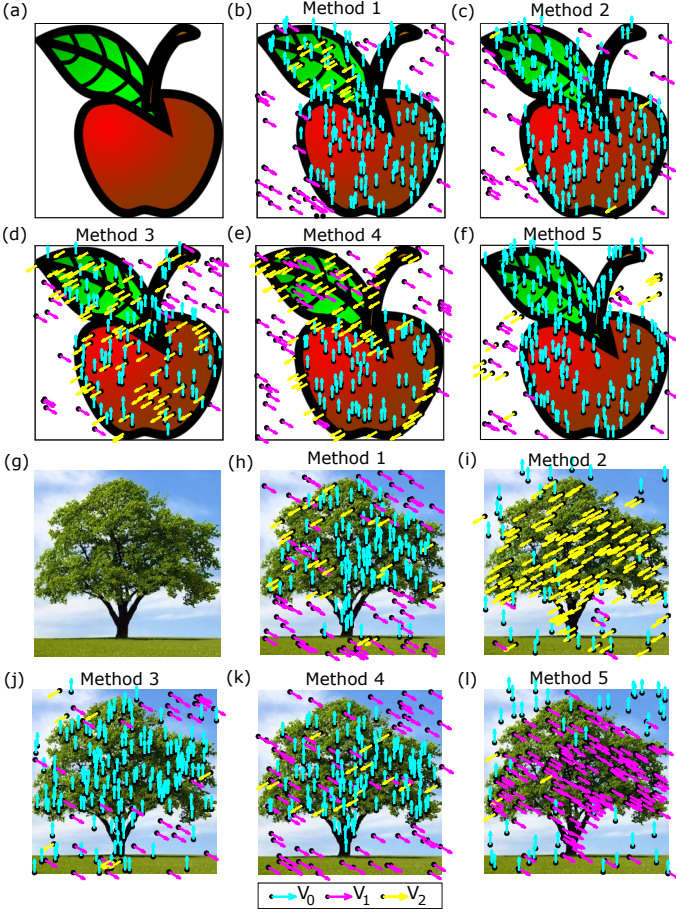 (a)
(b) Method 1
(c) Method 2
(d) Method 3
(e) Method 4
(f) Method 5
(g)
(h) Method 1
(i) Method 2
(j) Method 3
(k) Method 4
(l) Method 5
V0 V1 V2